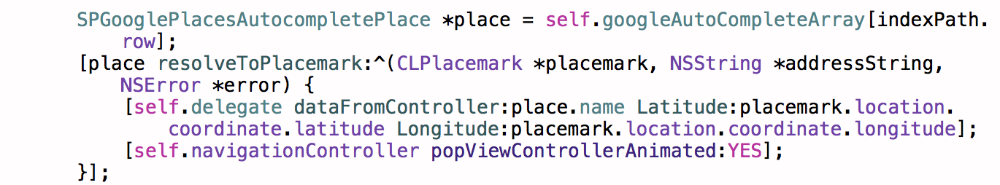 SPGooglePlacesAutocompletePlace *place = self.googleAutoCompleteArray[indexPath.
row];
[place resolveToPlacemark:^(CLPlacemark *placemark, NSString *addressString,
NSError *error) {
[self.delegate dataFromController:place.name Latitude:placemark.location.
coordinate.latitude Longitude:placemark.location.coordinate.longitude];
[self.navigationController popViewControllerAnimated:YES];
}];